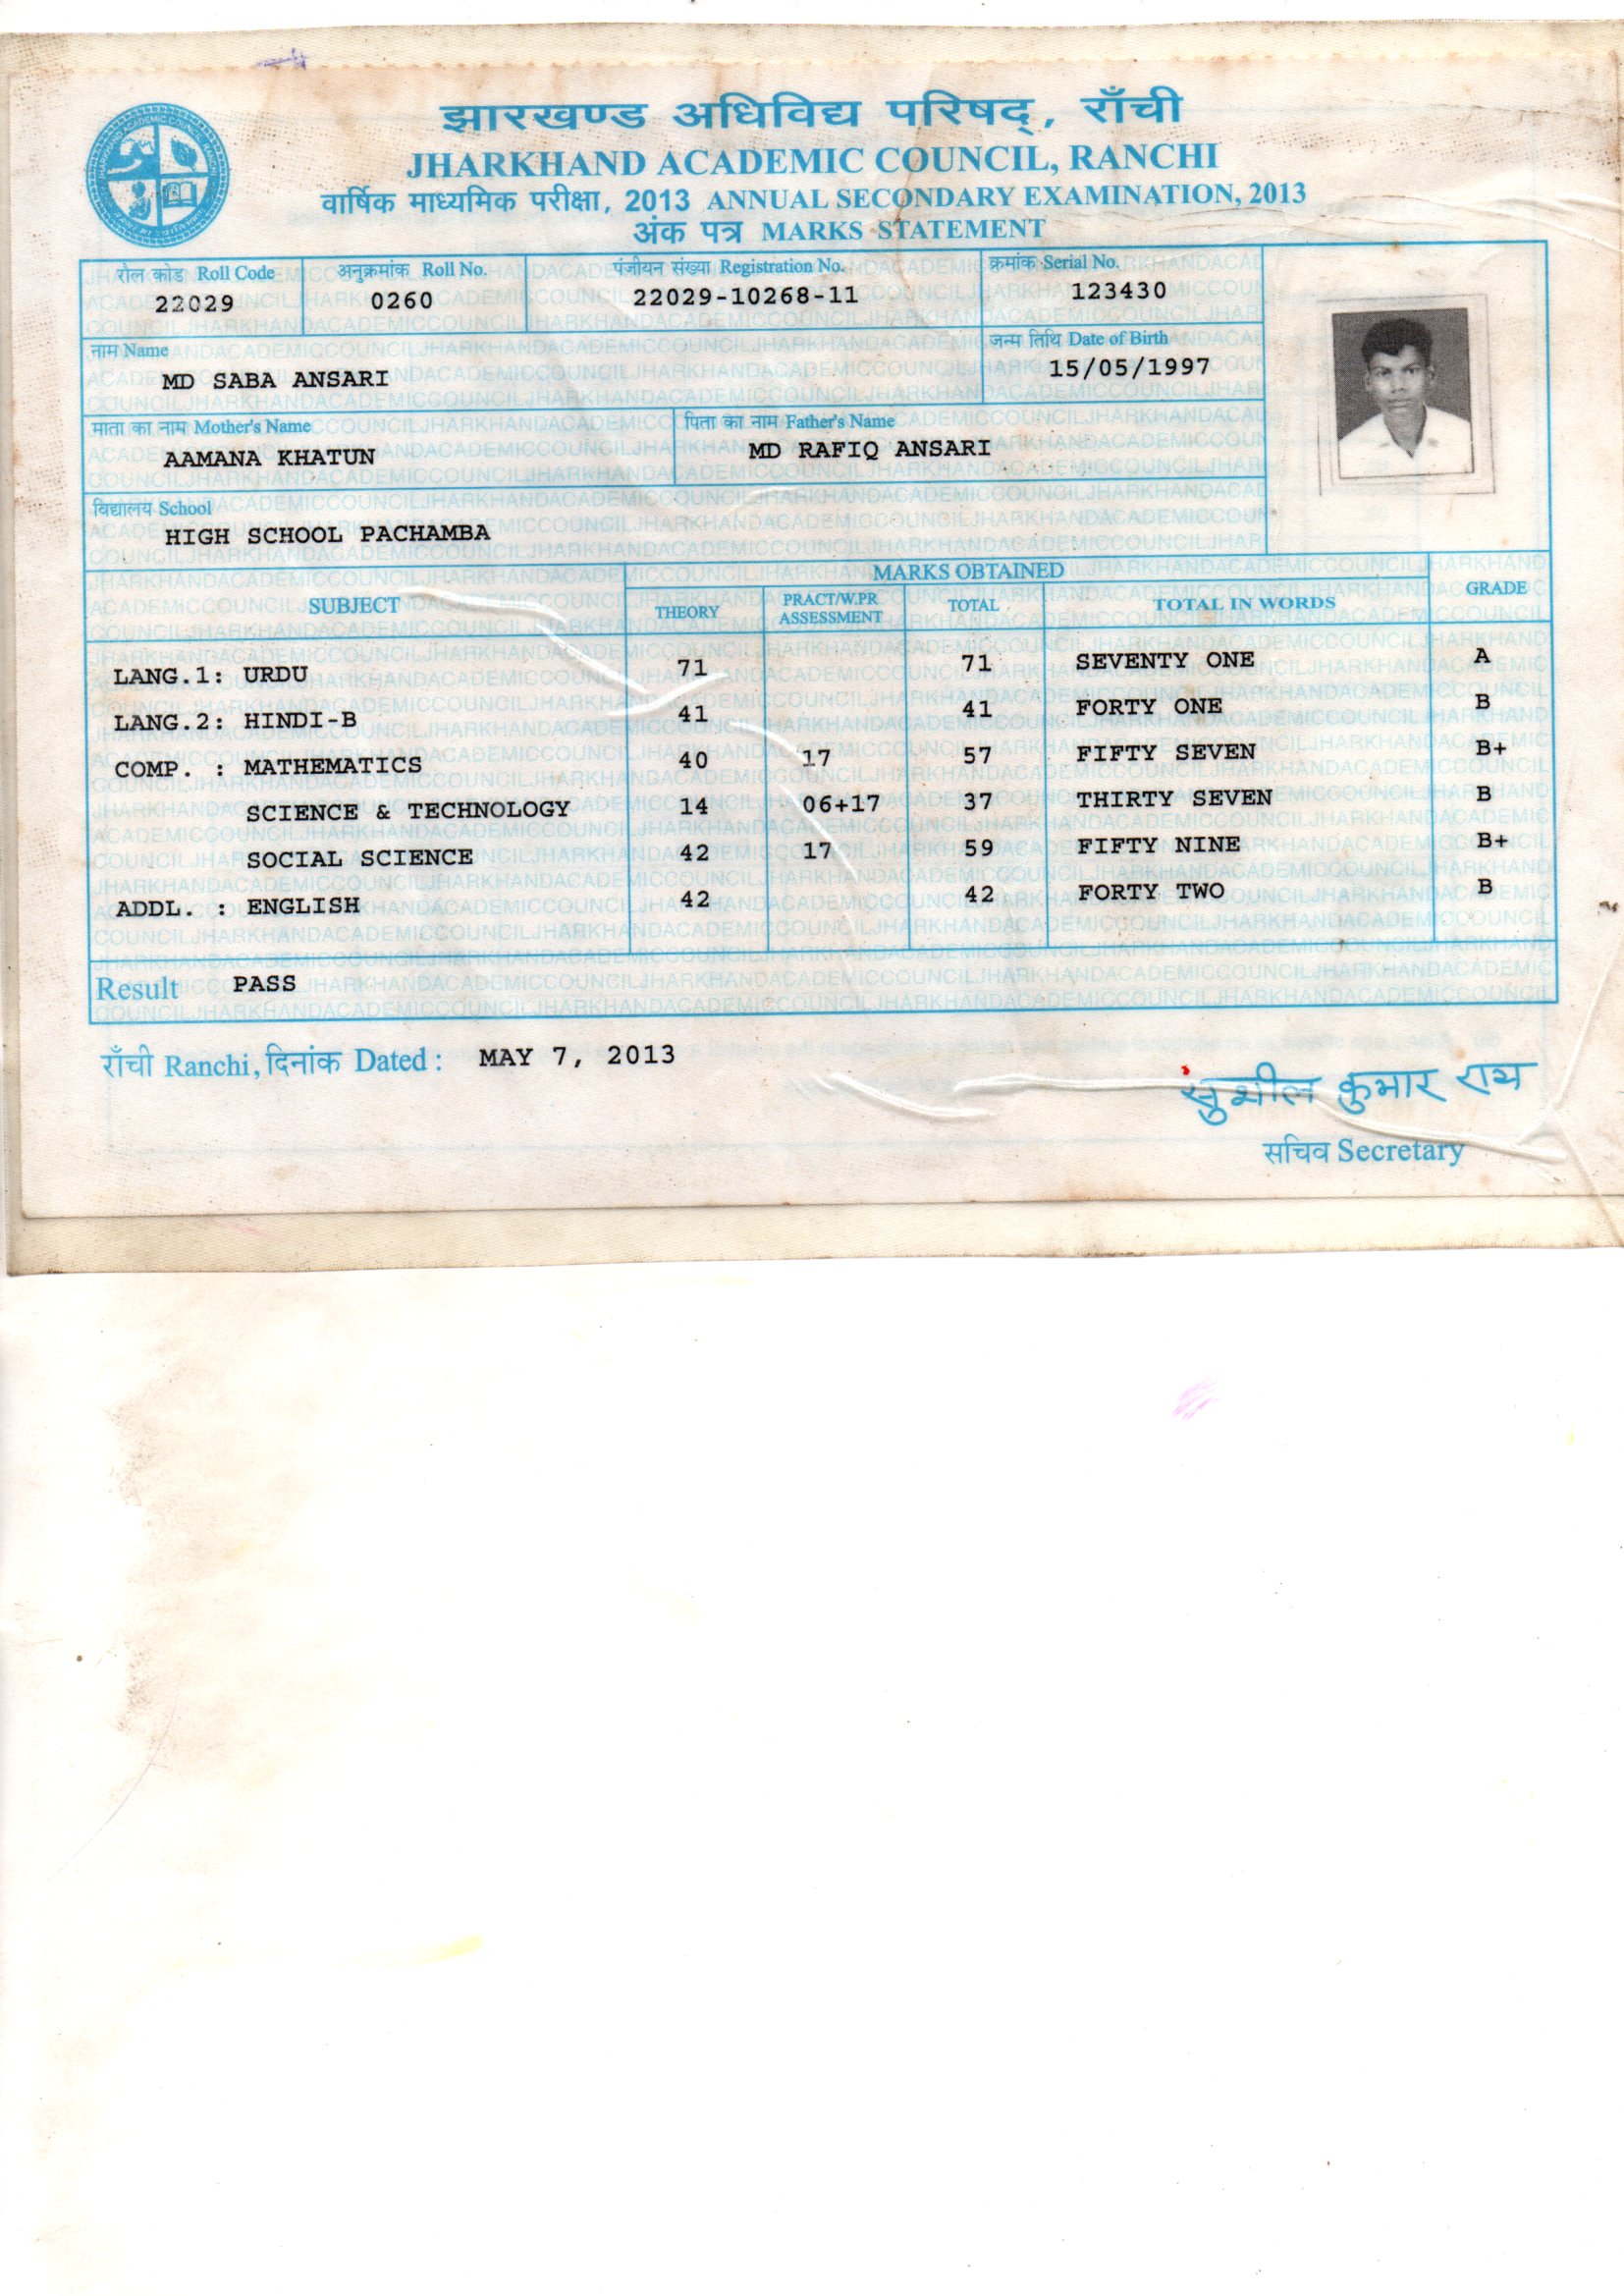 झारखण्ड अधिविद्य परिषद्, राँची
JHARKHAND ACADEMIC COUNCIL, RANCHI
वार्षिक माध्यमिक परीक्षा, 2013 ANNUAL SECONDARY EXAMINATION, 2013
अंक पत्र MARKS STATEMENT
रोल कोड Roll Code अनुक्रमांक Roll No. पंजीयन संख्या Registration No. क्रमांक Serial No.
22029 0260 22029-10268-11 123430
नाम Name जन्म तिथि Date of Birth
MD SABA ANSARI 15/05/1997
माता का नाम Mother's Name पिता का नाम Father's Name
AAMANA KHATUN MD RAFIQ ANSARI
विद्यालय School
HIGH SCHOOL PACHAMBA
SUBJECT MARKS OBTAINED GRADE
THEORY PRACT/W.PR ASSESSMENT TOTAL TOTAL IN WORDS
LANG.1: URDU 71 71 SEVENTY ONE A
LANG.2: HINDI-B 41 41 FORTY ONE B
COMP. : MATHEMATICS 40 17 57 FIFTY SEVEN B+
SCIENCE & TECHNOLOGY 14 06+17 37 THIRTY SEVEN B
SOCIAL SCIENCE 42 17 59 FIFTY NINE B+
ADDL. : ENGLISH 42 42 FORTY TWO B
Result PASS
राँची Ranchi, दिनांक Dated : MAY 7, 2013
सुशील कुमार राय
सचिव Secretary